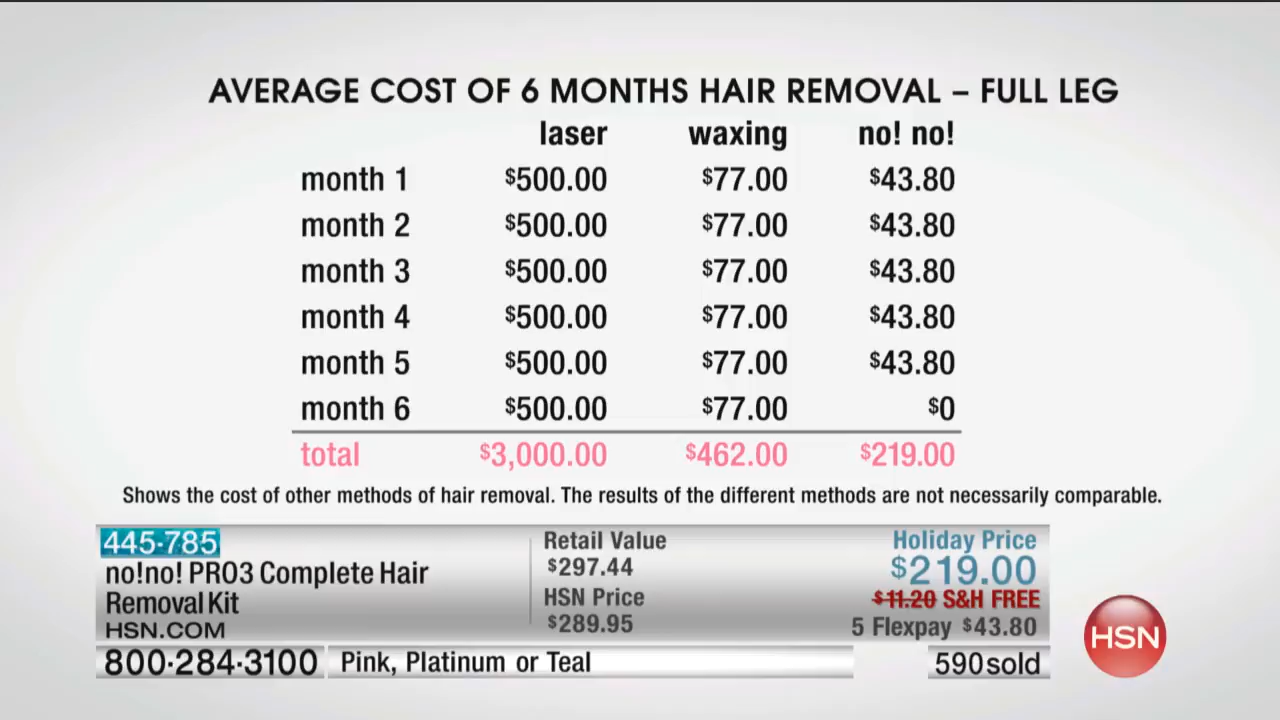 AVERAGE COST OF 6 MONTHS HAIR REMOVAL – FULL LEG
laser waxing no! no!
month 1 $500.00 $77.00 $43.80
month 2 $500.00 $77.00 $43.80
month 3 $500.00 $77.00 $43.80
month 4 $500.00 $77.00 $43.80
month 5 $500.00 $77.00 $43.80
month 6 $500.00 $77.00 $0
total $3,000.00 $462.00 $219.00
Shows the cost of other methods of hair removal. The results of the different methods are not necessarily comparable.
445·785
no!no! PRO3 Complete Hair
Removal Kit
HSN.COM
Retail Value
$297.44
HSN Price
$289.95
Holiday Price
$219.00
$11.20 S&H FREE
5 Flexpay $43.80
HSN
800·284·3100 Pink, Platinum or Teal 590 sold